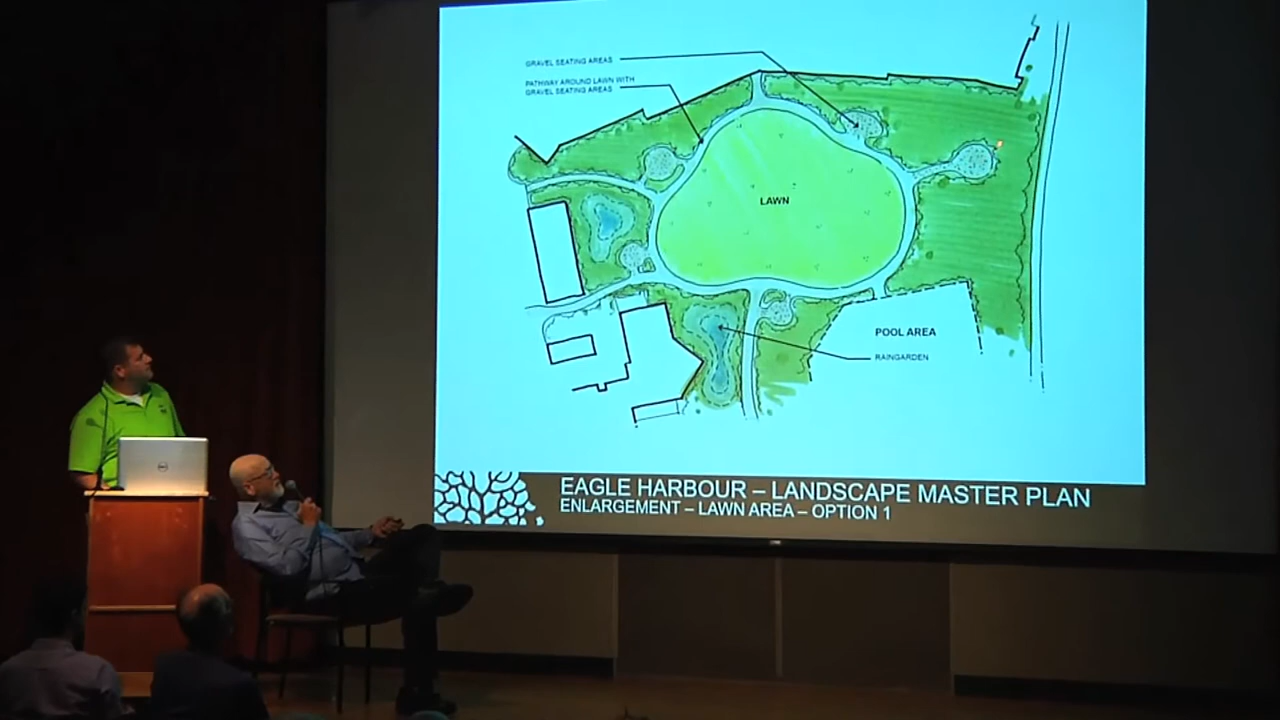 GRAVEL SEATING AREAS
PATHWAY AROUND LAWN WITH
GRAVEL SEATING AREAS
LAWN
POOL AREA
RAINGARDEN
EAGLE HARBOUR – LANDSCAPE MASTER PLAN
ENLARGEMENT – LAWN AREA – OPTION 1
DELL